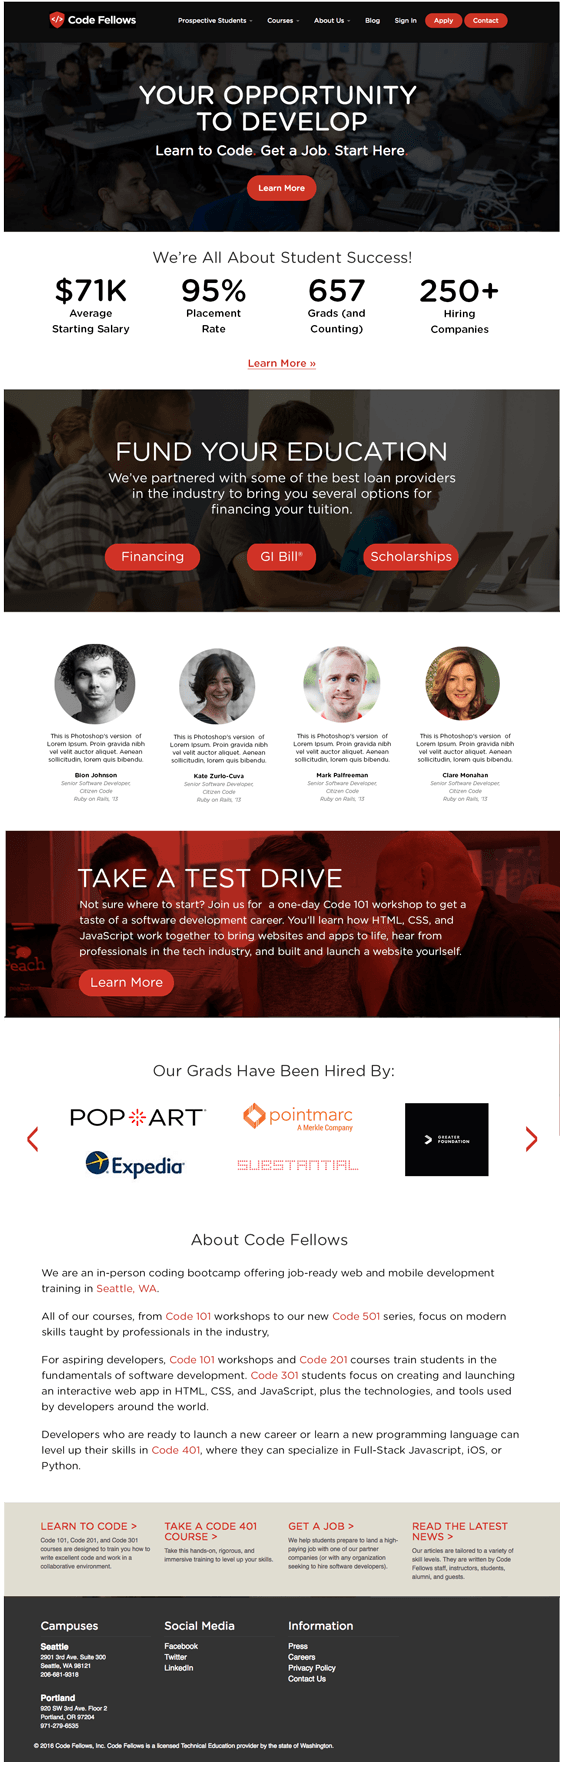 Code Fellows
Prospective Students Courses About Us Blog Sign In Apply Contact
YOUR OPPORTUNITY
TO DEVELOP
Learn to Code. Get a Job. Start Here.
Learn More
We're All About Student Success!
$71K 95% 657 250+
Average Placement Grads (and Hiring
Starting Salary Rate Counting) Companies
Learn More »
FUND YOUR EDUCATION
We've partnered with some of the best loan providers
in the industry to bring you several options for
financing your tuition.
Financing GI Bill® Scholarships
This is Photoshop's version of
Lorem Ipsum. Proin gravida nibh
vel velit auctor aliquet. Aenean
sollicitudin, lorem quis bibendu.
Bion Johnson
Senior Software Developer,
Citizen Code
Ruby on Rails, '13
This is Photoshop's version of
Lorem Ipsum. Proin gravida nibh
vel velit auctor aliquet. Aenean
sollicitudin, lorem quis bibendu.
Kate Zurlo-Cuva
Senior Software Developer,
Citizen Code
Ruby on Rails, '13
This is Photoshop's version of
Lorem Ipsum. Proin gravida nibh
vel velit auctor aliquet. Aenean
sollicitudin, lorem quis bibendu.
Mark Palfreeman
Senior Software Developer,
Citizen Code
Ruby on Rails, '13
This is Photoshop's version of
Lorem Ipsum. Proin gravida nibh
vel velit auctor aliquet. Aenean
sollicitudin, lorem quis bibendu.
Clare Monahan
Senior Software Developer,
Citizen Code
Ruby on Rails, '13
TAKE A TEST DRIVE
Not sure where to start? Join us for a one-day Code 101 workshop to get a
taste of a software development career. You'll learn how HTML, CSS, and
JavaScript work together to bring websites and apps to life, hear from
professionals in the tech industry, and built and launch a website yourlself.
each
Learn More
Our Grads Have Been Hired By:
POP ART
pointmarc
A Merkle Company
GREATER
FOUNDATION
Expedia
SUBSTANTIAL
About Code Fellows
We are an in-person coding bootcamp offering job-ready web and mobile development
training in Seattle, WA.
All of our courses, from Code 101 workshops to our new Code 501 series, focus on modern
skills taught by professionals in the industry,
For aspiring developers, Code 101 workshops and Code 201 courses train students in the
fundamentals of software development. Code 301 students focus on creating and launching
an interactive web app in HTML, CSS, and JavaScript, plus the technologies, and tools used
by developers around the world.
Developers who are ready to launch a new career or learn a new programming language can
level up their skills in Code 401, where they can specialize in Full-Stack Javascript, iOS, or
Python.
LEARN TO CODE >
Code 101, Code 201, and Code 301
courses are designed to train you how to
write excellent code and work in a
collaborative environment.
TAKE A CODE 401
COURSE >
Take this hands-on, rigorous, and
immersive training to level up your skills.
GET A JOB >
We help students prepare to land a high-
paying job with one of our partner
companies (or with any organization
seeking to hire software developers).
READ THE LATEST
NEWS >
Our articles are tailored to a variety of
skill levels. They are written by Code
Fellows staff, instructors, students,
alumni, and guests.
Campuses
Seattle
2901 3rd Ave. Suite 300
Seattle, WA 98121
206-681-9318
Portland
920 SW 3rd Ave. Floor 2
Portland, OR 97204
971-279-6535
Social Media
Facebook
Twitter
LinkedIn
Information
Press
Careers
Privacy Policy
Contact Us
© 2016 Code Fellows, Inc. Code Fellows is a licensed Technical Education provider by the state of Washington.